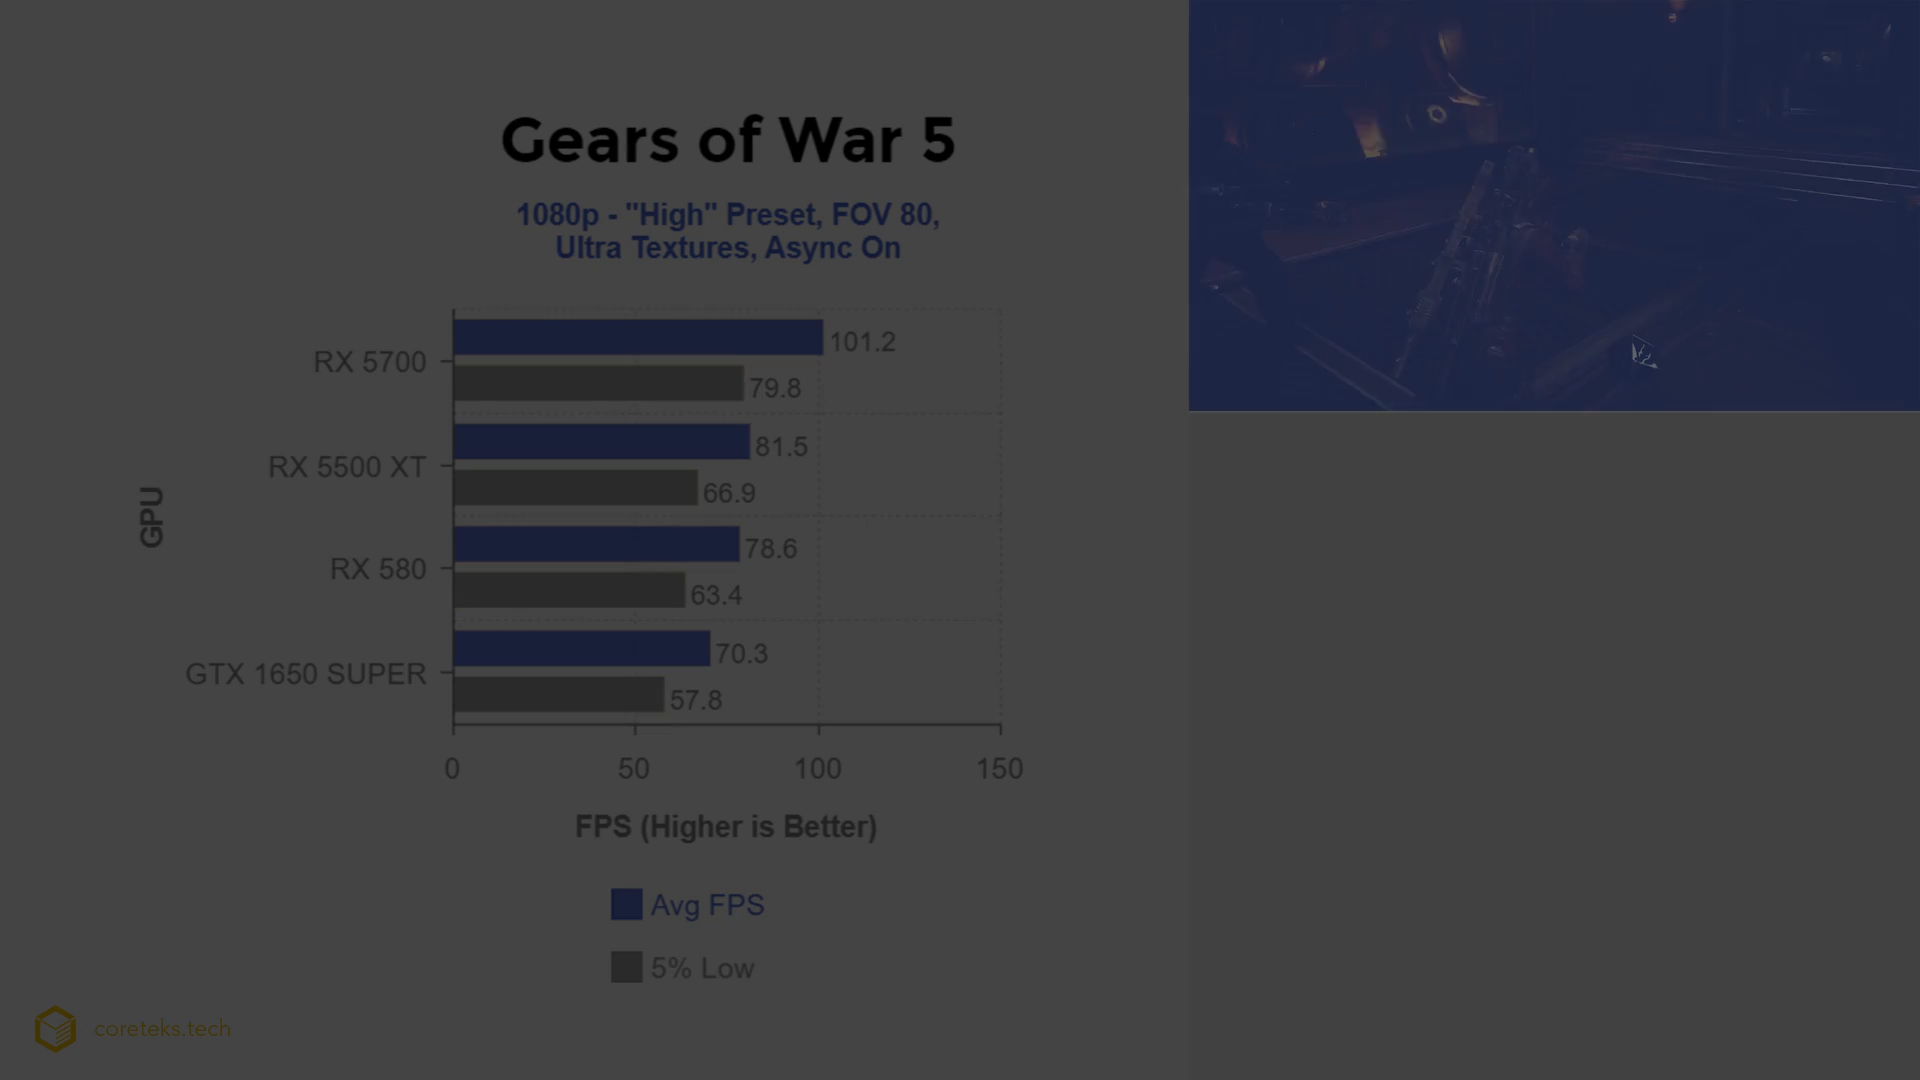 Gears of War 5
1080p - "High" Preset, FOV 80,
Ultra Textures, Async On
GPU
RX 5700
101.2
79.8
RX 5500 XT
81.5
66.9
RX 580
78.6
63.4
GTX 1650 SUPER
70.3
57.8
0 50 100 150
FPS (Higher is Better)
Avg FPS
5% Low
coreteks.tech